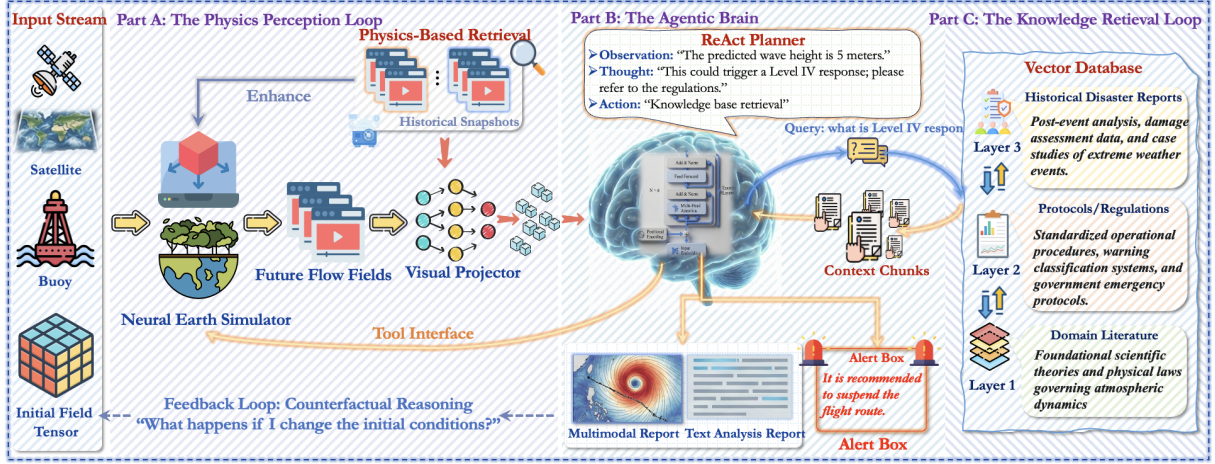 Input Stream
Satellite
Buoy
Initial Field
Tensor
Part A: The Physics Perception Loop
Physics-Based Retrieval
Historical Snapshots
Enhance
Neural Earth Simulator
Future Flow Fields
Visual Projector
Tool Interface
Feedback Loop: Counterfactual Reasoning
“What happens if I change the initial conditions?”
Part B: The Agentic Brain
ReAct Planner
Observation: “The predicted wave height is 5 meters.”
Thought: “This could trigger a Level IV response; please
refer to the regulations.”
Action: “Knowledge base retrieval”
Query: what is Level IV respon
Add & Norm
Feed Forward
Add & Norm
Context Chunks
Multimodal Report
Text Analysis Report
Alert Box
It is recommended
to suspend the
flight route.
Alert Box
Part C: The Knowledge Retieval Loop
Vector Database
Historical Disaster Reports
Post-event analysis, damage
assessment data, and case
studies of extreme weather
events.
Layer 3
Protocols/Regulations
Standardized operational
procedures, warning
classification systems, and
government emergency
protocols.
Layer 2
Domain Literature
Foundational scientific
theories and physical laws
governing atmospheric
dynamics
Layer 1